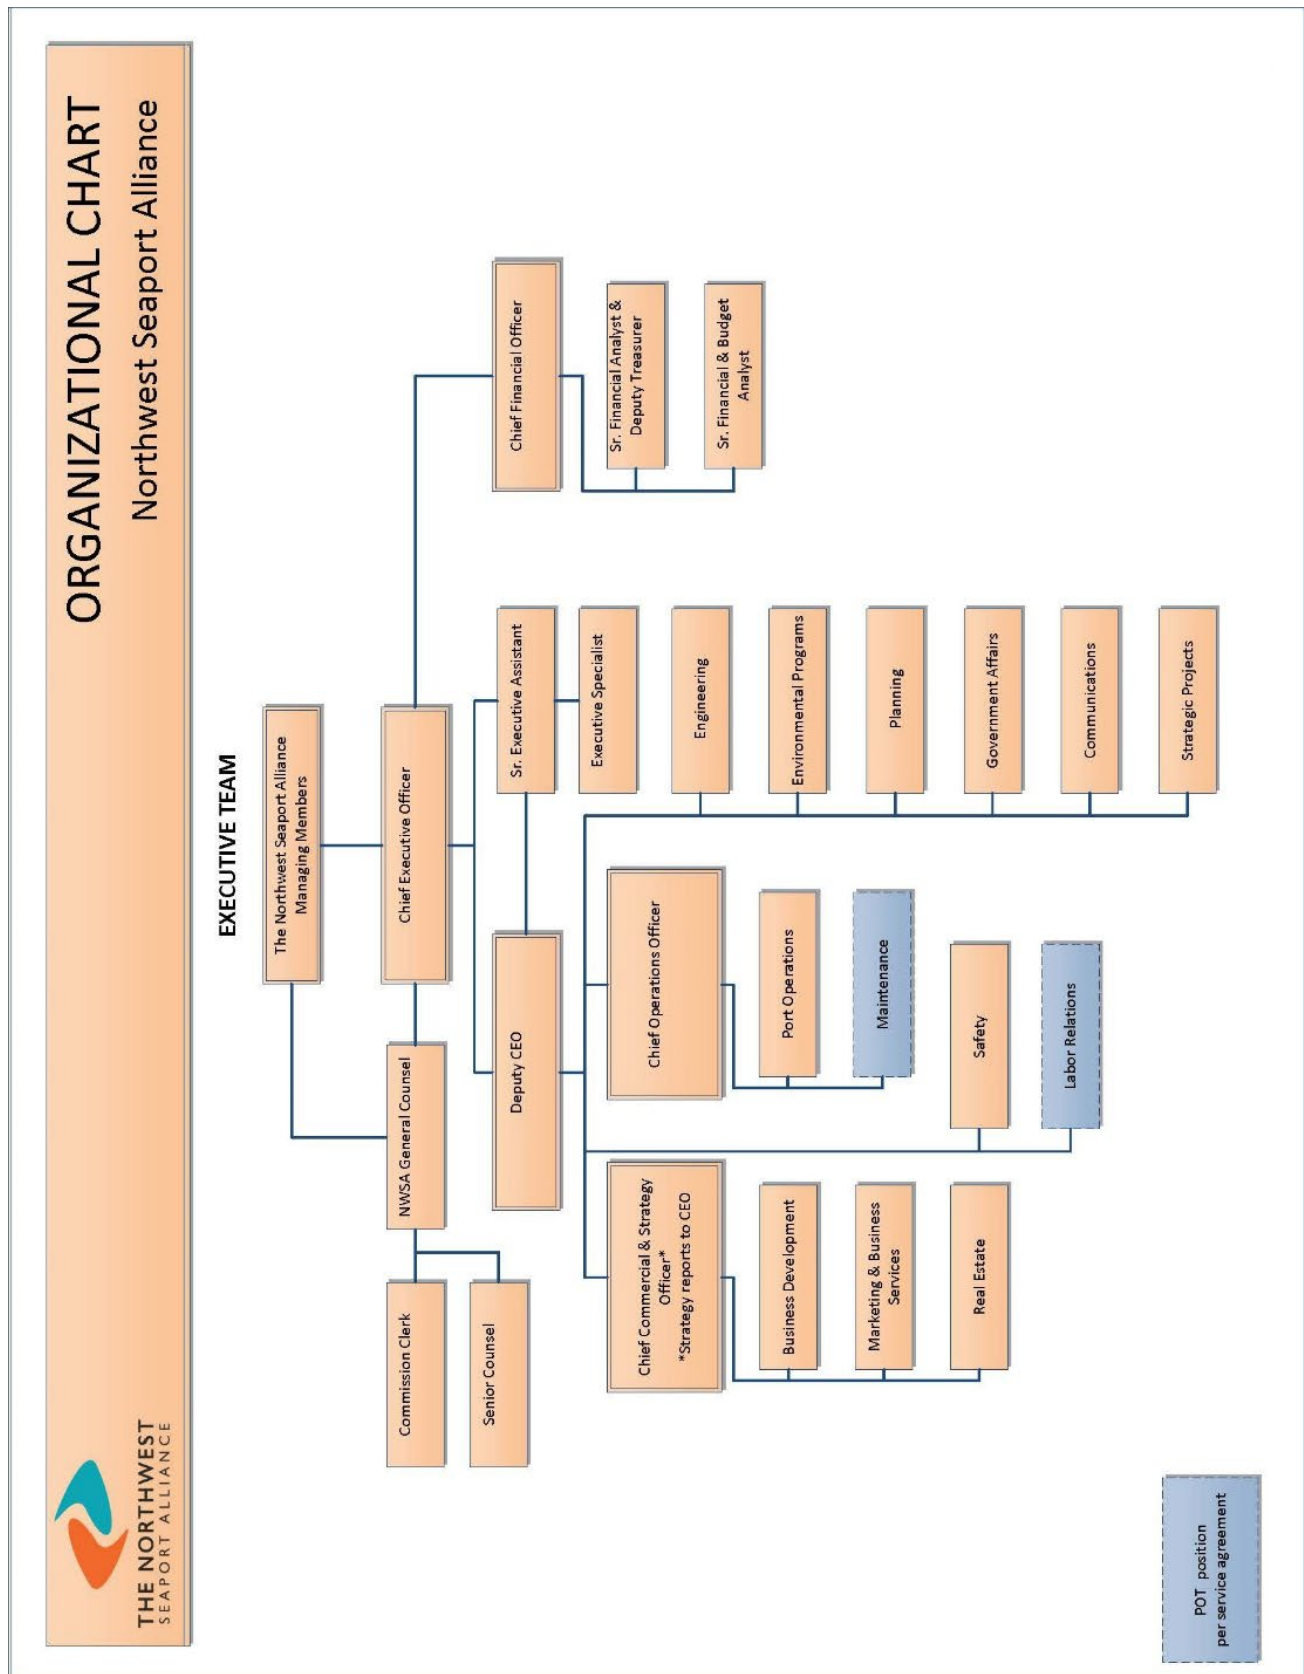 THE NORTHWEST
SEAPORT ALLIANCE
ORGANIZATIONAL CHART
Northwest Seaport Alliance
EXECUTIVE TEAM
The Northwest Seaport Alliance
Managing Members
Chief Executive Officer
NWSA General Counsel
Commission Clerk
Senior Counsel
Deputy CEO
Sr. Executive Assistant
Executive Specialist
Chief Financial Officer
Sr. Financial Analyst &
Deputy Treasurer
Sr. Financial & Budget
Analyst
Chief Commercial & Strategy
Officer*
*Strategy reports to CEO
Business Development
Marketing & Business
Services
Real Estate
Chief Operations Officer
Port Operations
Maintenance
Safety
Labor Relations
Engineering
Environmental Programs
Planning
Government Affairs
Communications
Strategic Projects
POT position
per service agreement